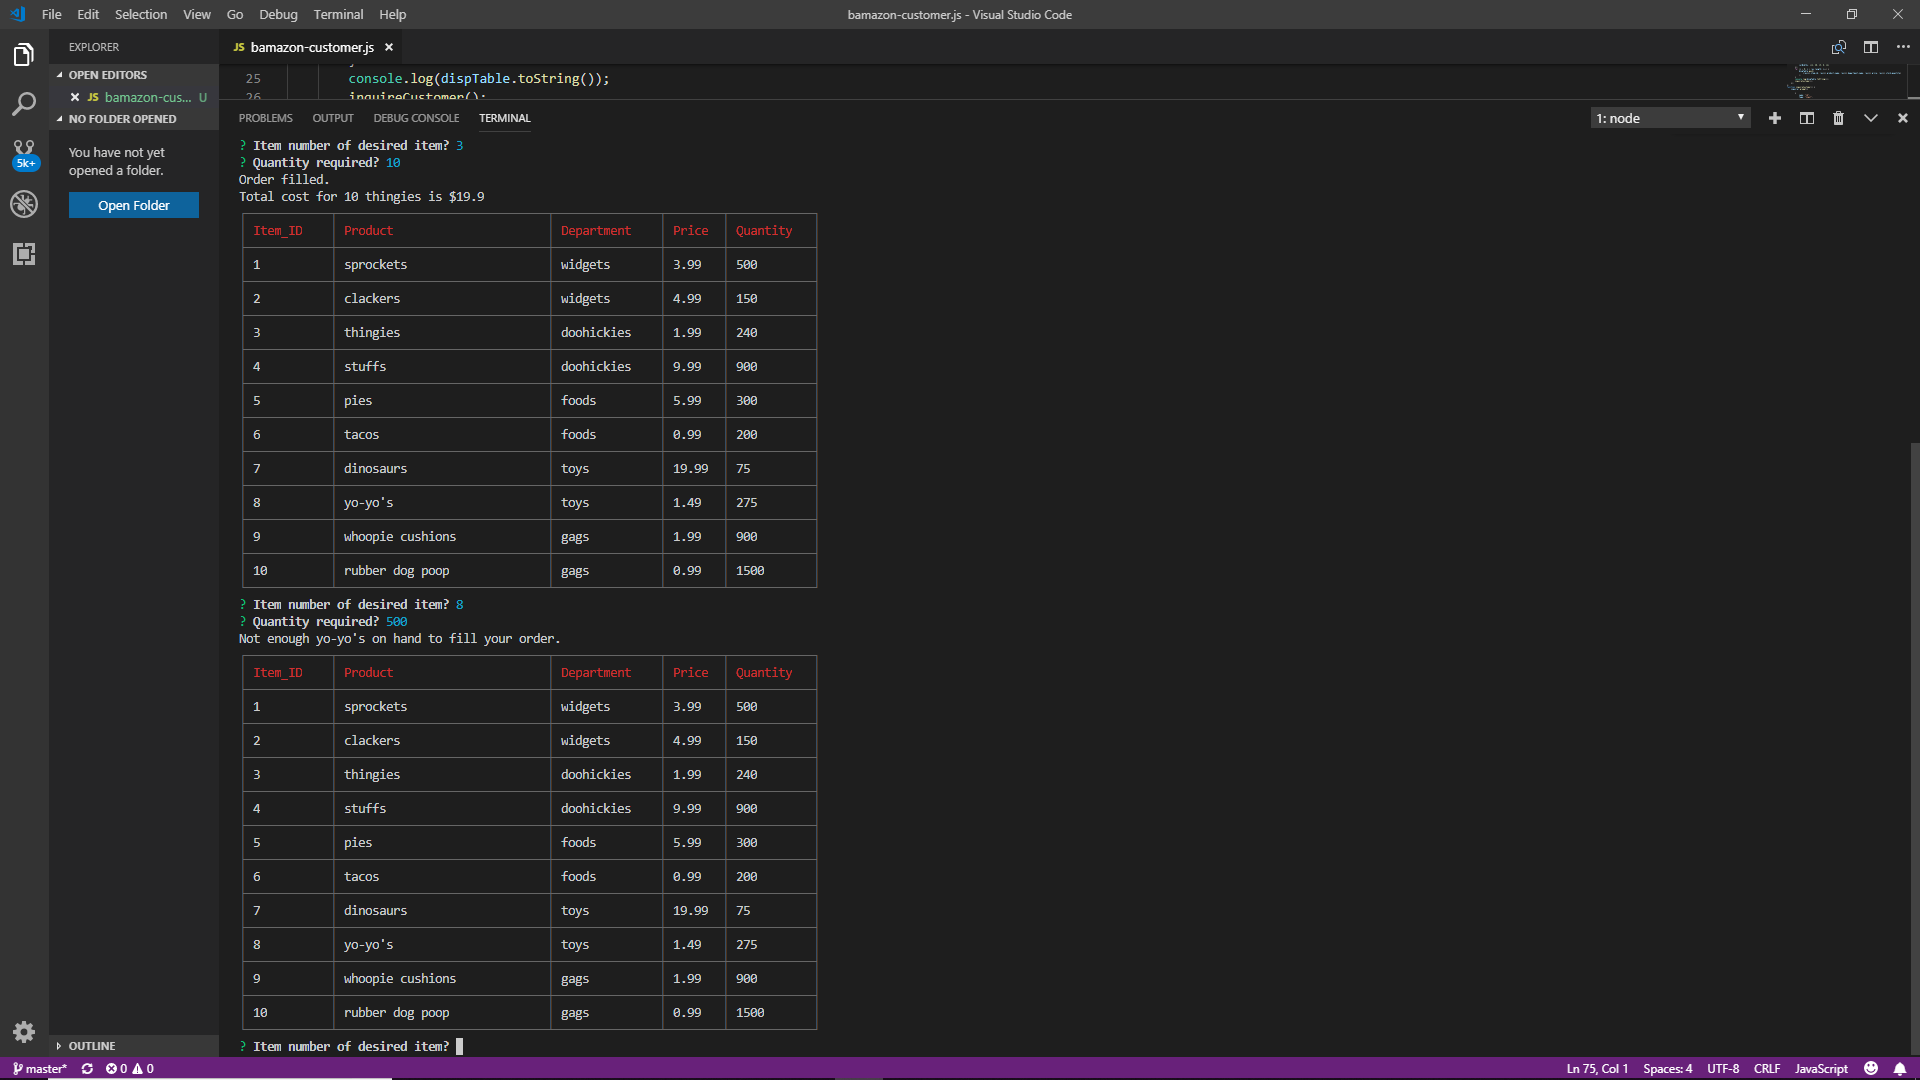 File Edit Selection View Go Debug Terminal Help
bamazon-customer.js - Visual Studio Code
EXPLORER
OPEN EDITORS
JS bamazon-cus... U
NO FOLDER OPENED
You have not yet
opened a folder.
Open Folder
5k+
OUTLINE
JS bamazon-customer.js
25 console.log(dispTable.toString());
26 inquireCustomer();
PROBLEMS OUTPUT DEBUG CONSOLE TERMINAL
1: node
? Item number of desired item? 3
? Quantity required? 10
Order filled.
Total cost for 10 thingies is $19.9
Item_ID Product Department Price Quantity
1 sprockets widgets 3.99 500
2 clackers widgets 4.99 150
3 thingies doohickies 1.99 240
4 stuffs doohickies 9.99 900
5 pies foods 5.99 300
6 tacos foods 0.99 200
7 dinosaurs toys 19.99 75
8 yo-yo's toys 1.49 275
9 whoopie cushions gags 1.99 900
10 rubber dog poop gags 0.99 1500
? Item number of desired item? 8
? Quantity required? 500
Not enough yo-yo's on hand to fill your order.
Item_ID Product Department Price Quantity
1 sprockets widgets 3.99 500
2 clackers widgets 4.99 150
3 thingies doohickies 1.99 240
4 stuffs doohickies 9.99 900
5 pies foods 5.99 300
6 tacos foods 0.99 200
7 dinosaurs toys 19.99 75
8 yo-yo's toys 1.49 275
9 whoopie cushions gags 1.99 900
10 rubber dog poop gags 0.99 1500
? Item number of desired item?
master* 0 0
Ln 75, Col 1 Spaces: 4 UTF-8 CRLF JavaScript